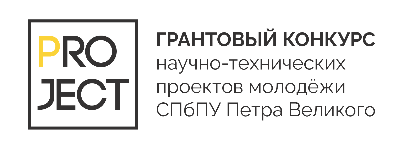 PRO
JECT
ГРАНТОВЫЙ КОНКУРС
научно-технических
проектов молодёжи
СПбПУ Петра Великого